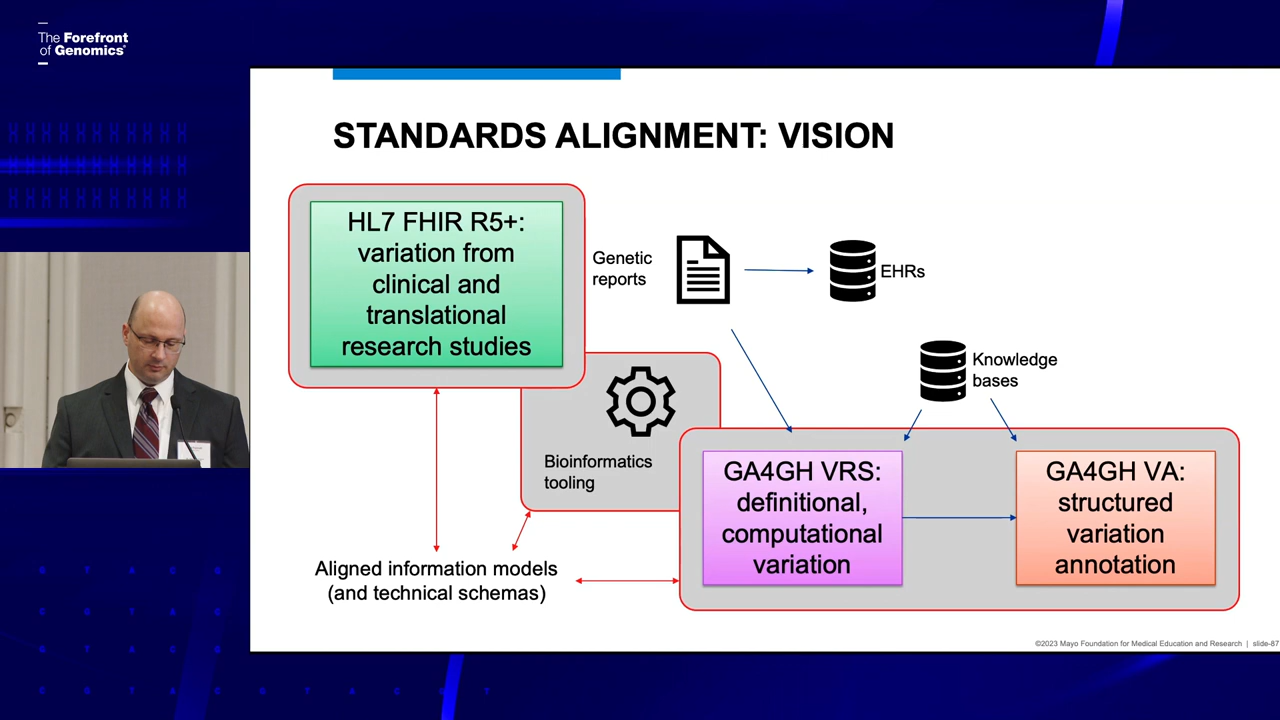 The Forefront
of Genomics®
STANDARDS ALIGNMENT: VISION
HL7 FHIR R5+:
variation from
clinical and
translational
research studies
Genetic
reports
EHRs
Knowledge
bases
Bioinformatics
tooling
GA4GH VRS:
definitional,
computational
variation
GA4GH VA:
structured
variation
annotation
Aligned information models
(and technical schemas)
©2023 Mayo Foundation for Medical Education and Research | slide-87